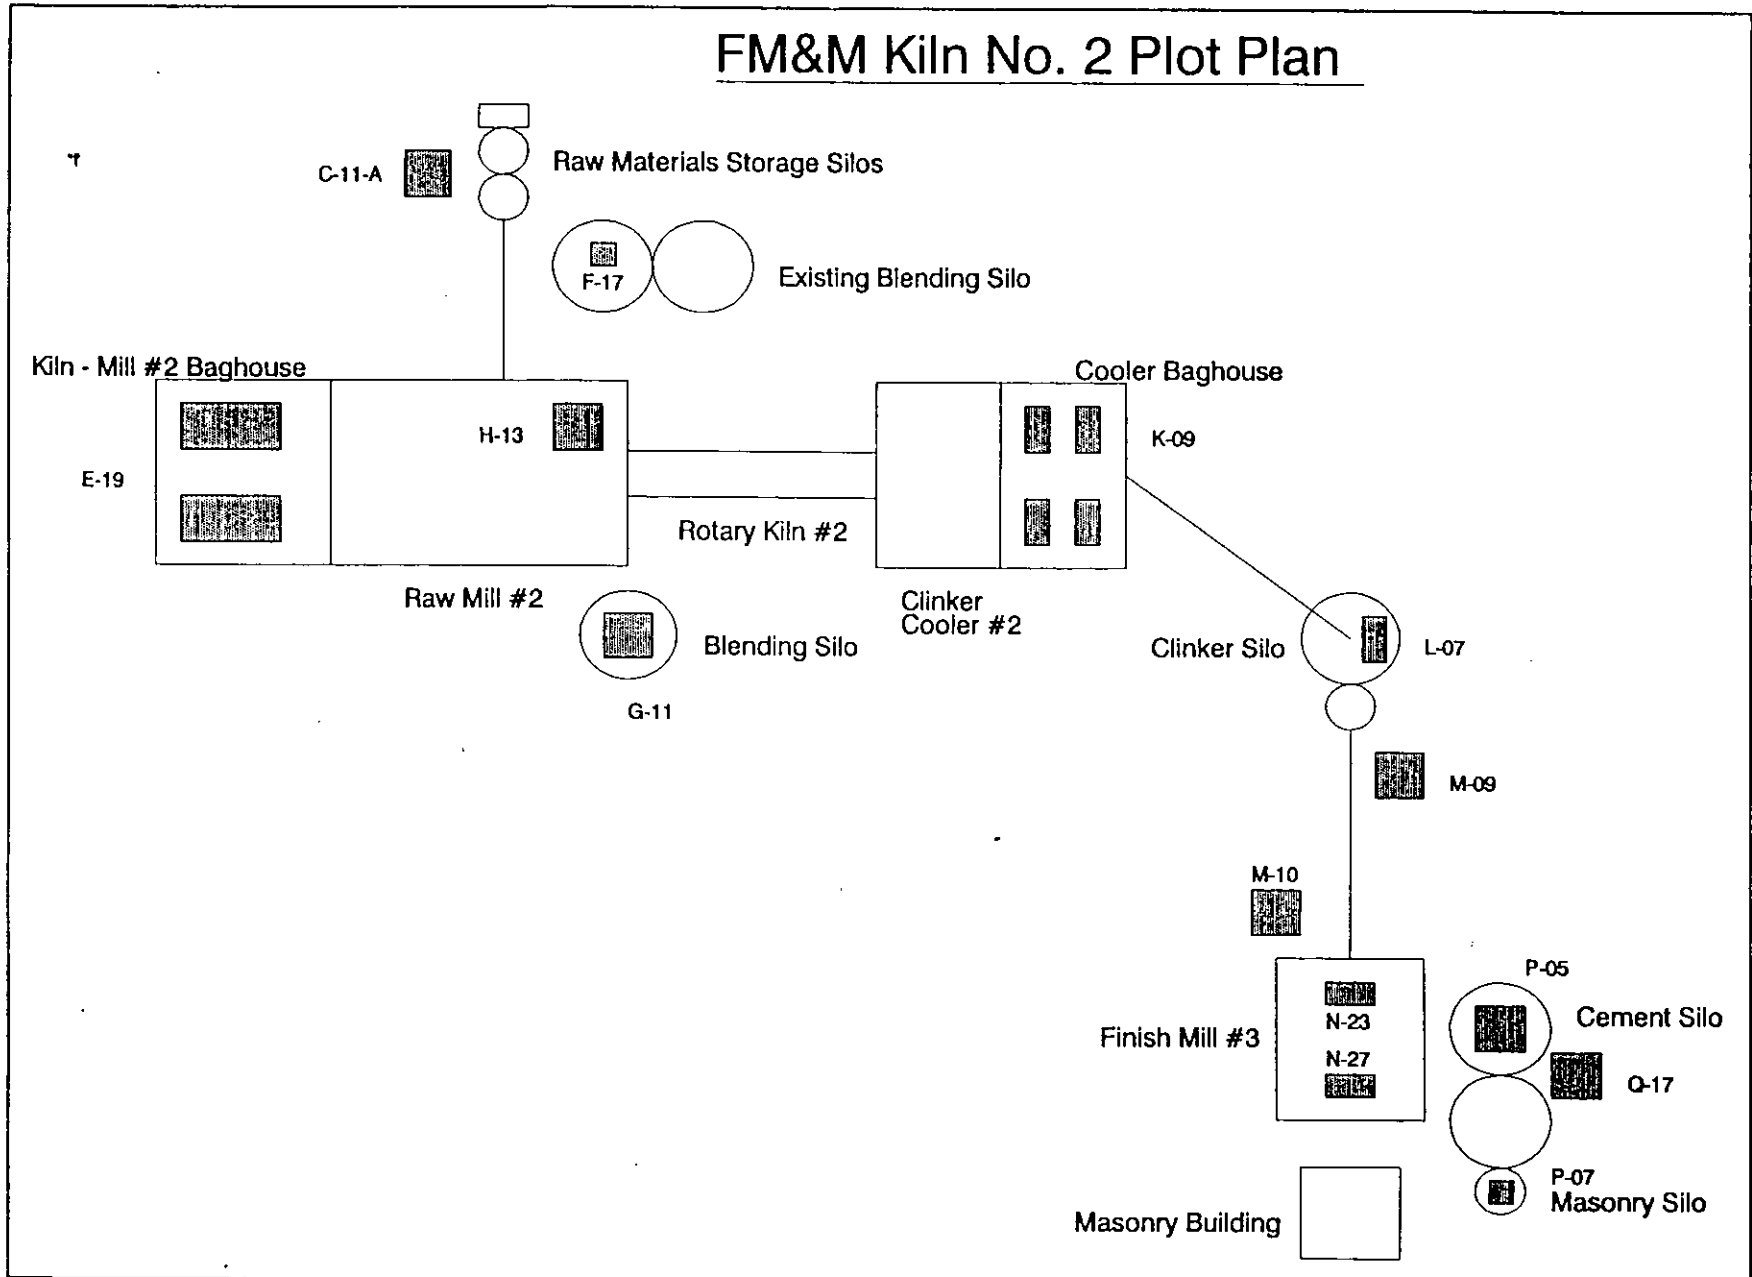 FM&M Kiln No. 2 Plot Plan
C-11-A
Raw Materials Storage Silos
F-17
Existing Blending Silo
Kiln - Mill #2 Baghouse
Cooler Baghouse
H-13
K-09
E-19
Rotary Kiln #2
Raw Mill #2
Clinker
Cooler #2
Blending Silo
Clinker Silo
L-07
G-11
M-09
M-10
P-05
Cement Silo
N-23
Finish Mill #3
N-27
Q-17
P-07
Masonry Silo
Masonry Building